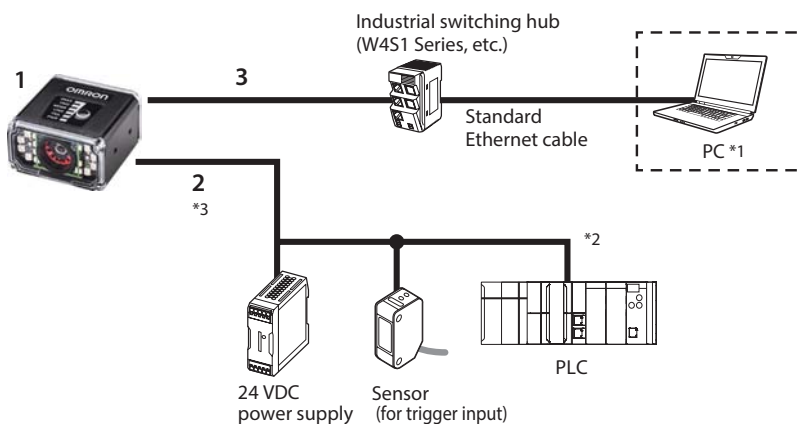 Industrial switching hub
(W4S1 Series, etc.)
1
3
OMRON
Standard
Ethernet cable
PC *1
2
*3
*2
24 VDC
power supply
Sensor
(for trigger input)
PLC